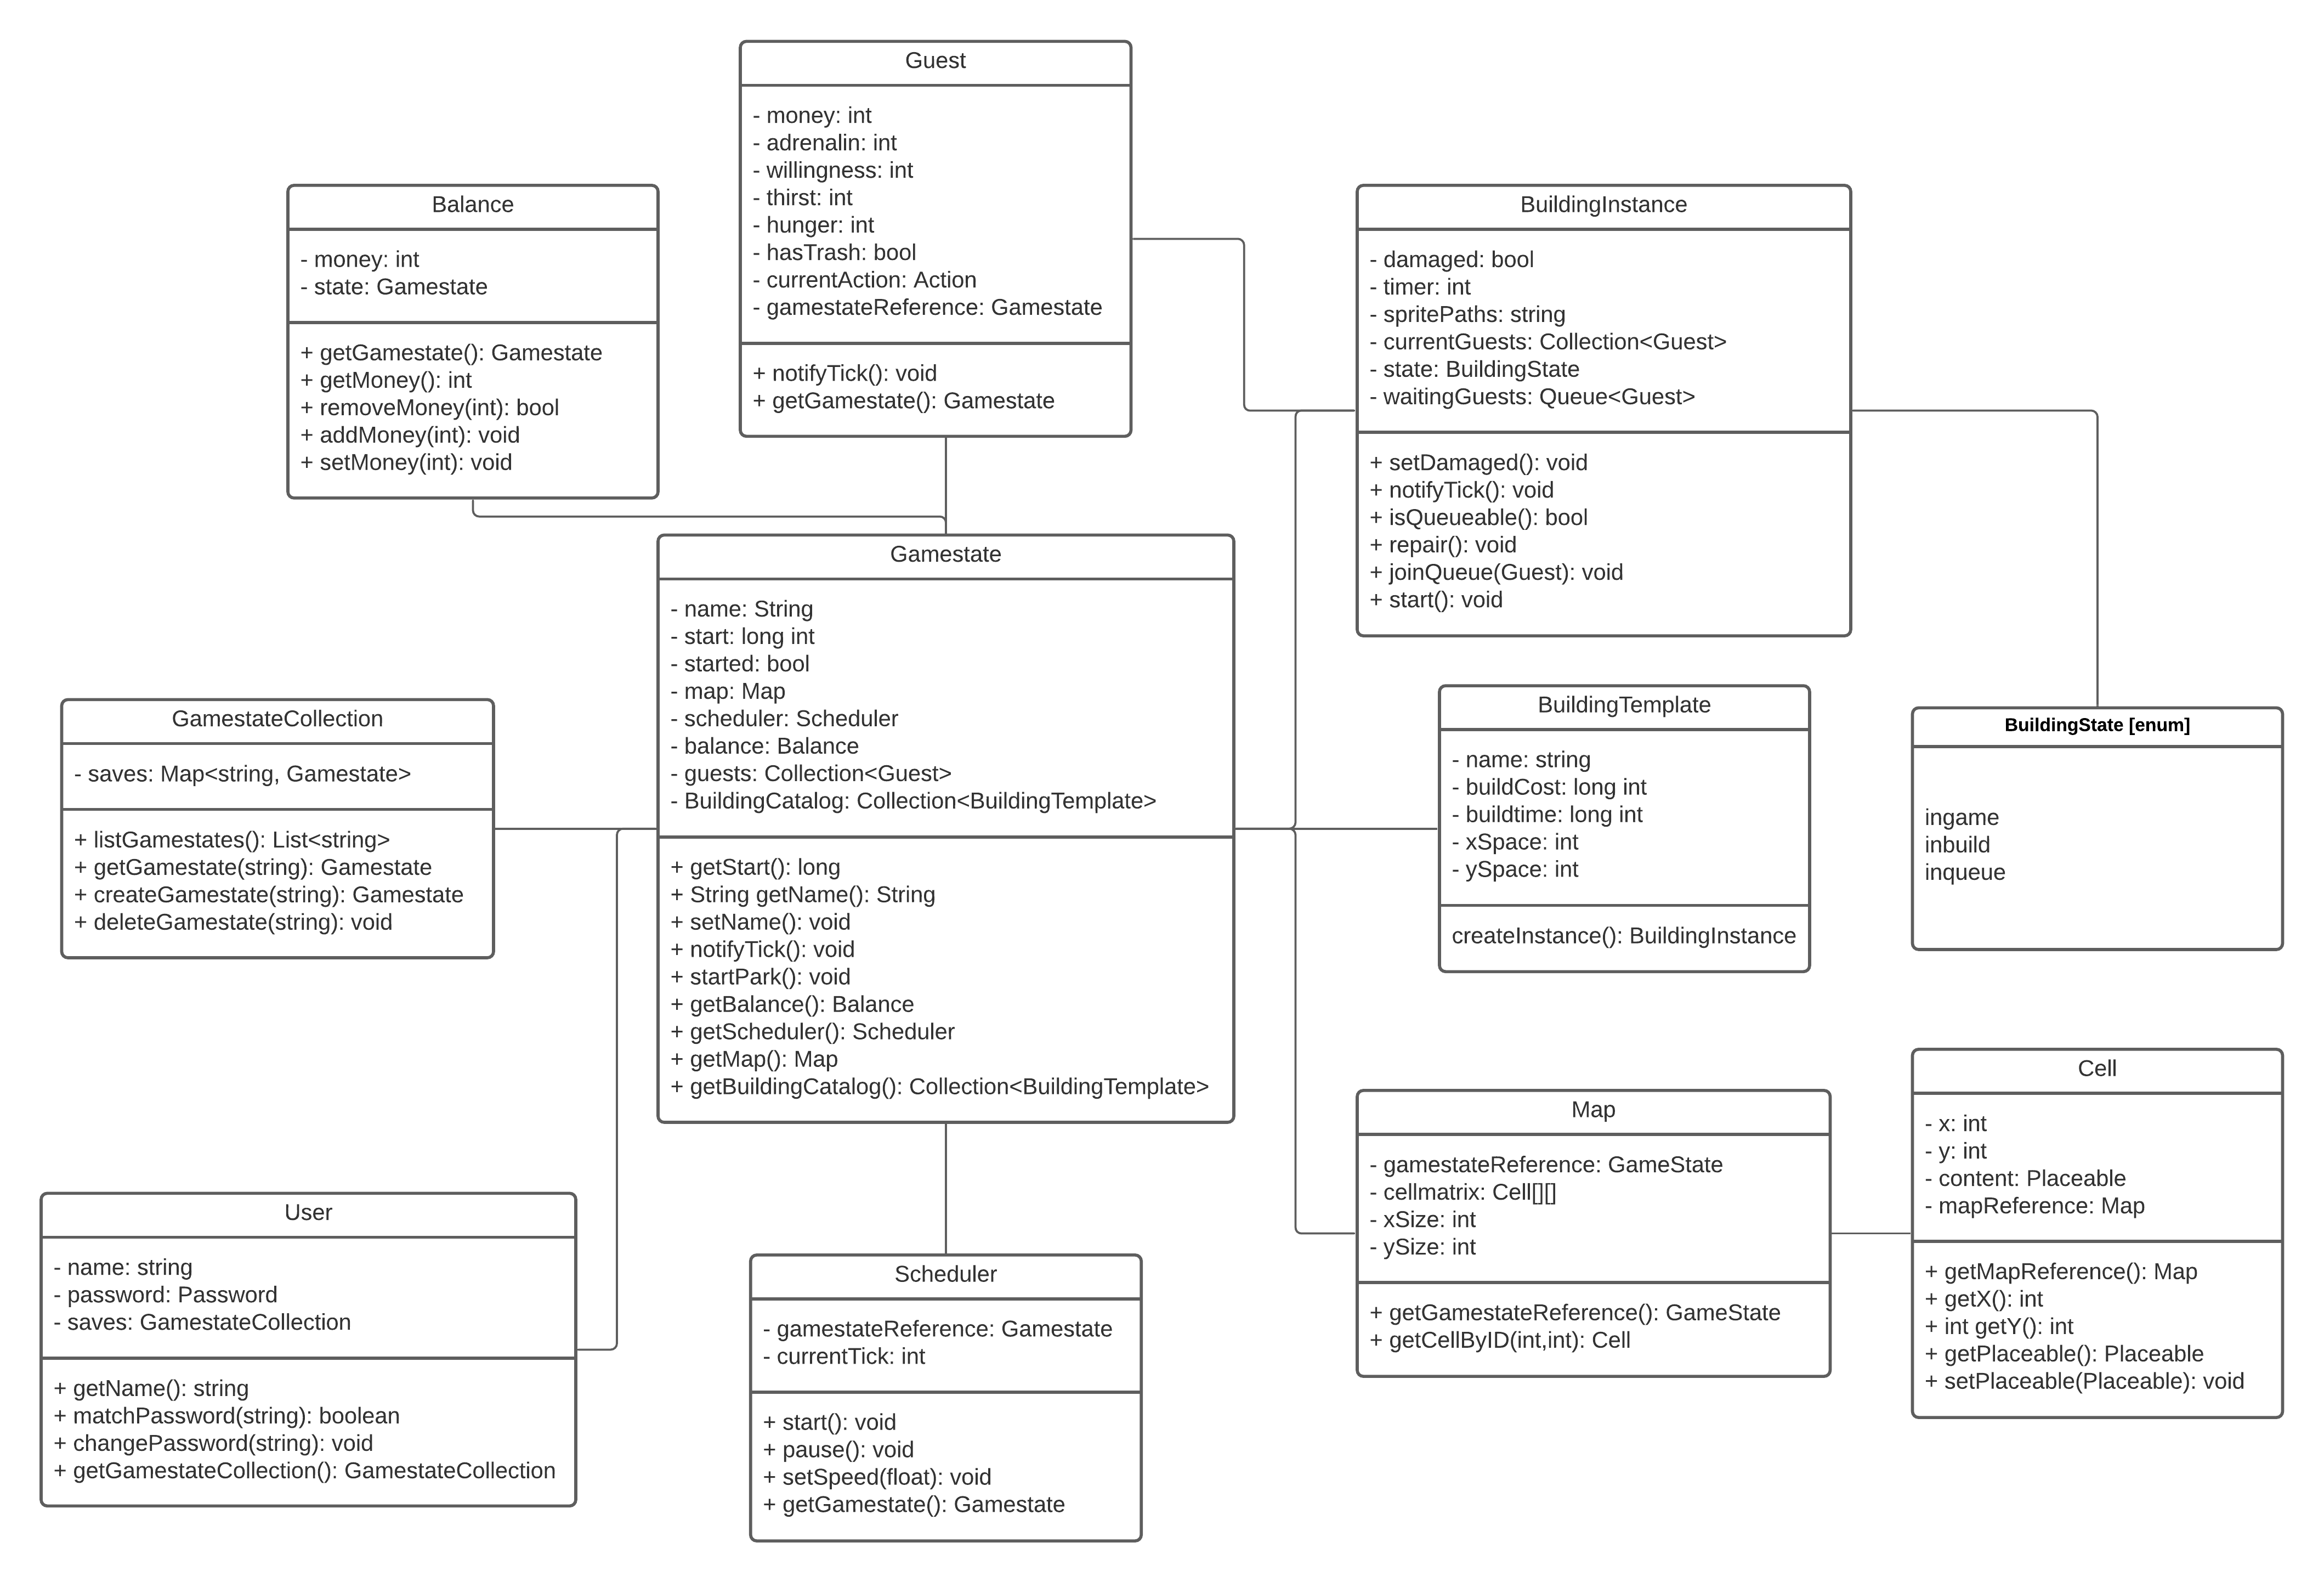 Guest
- money: int
- adrenalin: int
- willingness: int
- thirst: int
- hunger: int
- hasTrash: bool
- currentAction: Action
- gamestateReference: Gamestate
+ notifyTick(): void
+ getGamestate(): Gamestate
Balance
- money: int
- state: Gamestate
+ getGamestate(): Gamestate
+ getMoney(): int
+ removeMoney(int): bool
+ addMoney(int): void
+ setMoney(int): void
BuildingInstance
- damaged: bool
- timer: int
- spritePaths: string
- currentGuests: Collection<Guest>
- state: BuildingState
- waitingGuests: Queue<Guest>
+ setDamaged(): void
+ notifyTick(): void
+ isQueueable(): bool
+ repair(): void
+ joinQueue(Guest): void
+ start(): void
Gamestate
- name: String
- start: long int
- started: bool
- map: Map
- scheduler: Scheduler
- balance: Balance
- guests: Collection<Guest>
- BuildingCatalog: Collection<BuildingTemplate>
+ getStart(): long
+ String getName(): String
+ setName(): void
+ notifyTick(): void
+ startPark(): void
+ getBalance(): Balance
+ getScheduler(): Scheduler
+ getMap(): Map
+ getBuildingCatalog(): Collection<BuildingTemplate>
GamestateCollection
- saves: Map<string, Gamestate>
+ listGamestates(): List<string>
+ getGamestate(string): Gamestate
+ createGamestate(string): Gamestate
+ deleteGamestate(string): void
BuildingTemplate
- name: string
- buildCost: long int
- buildtime: long int
- xSpace: int
- ySpace: int
createInstance(): BuildingInstance
BuildingState [enum]
ingame
inbuild
inqueue
User
- name: string
- password: Password
- saves: GamestateCollection
+ getName(): string
+ matchPassword(string): boolean
+ changePassword(string): void
+ getGamestateCollection(): GamestateCollection
Scheduler
- gamestateReference: Gamestate
- currentTick: int
+ start(): void
+ pause(): void
+ setSpeed(float): void
+ getGamestate(): Gamestate
Map
- gamestateReference: GameState
- cellmatrix: Cell[][]
- xSize: int
- ySize: int
+ getGamestateReference(): GameState
+ getCellByID(int,int): Cell
Cell
- x: int
- y: int
- content: Placeable
- mapReference: Map
+ getMapReference(): Map
+ getX(): int
+ int getY(): int
+ getPlaceable(): Placeable
+ setPlaceable(Placeable): void